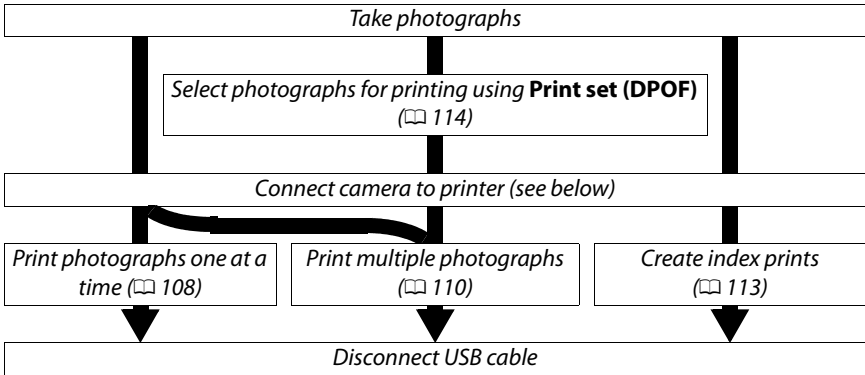 Take photographs
Select photographs for printing using Print set (DPOF)
(📖 114)
Connect camera to printer (see below)
Print photographs one at a
time (📖 108)
Print multiple photographs
(📖 110)
Create index prints
(📖 113)
Disconnect USB cable